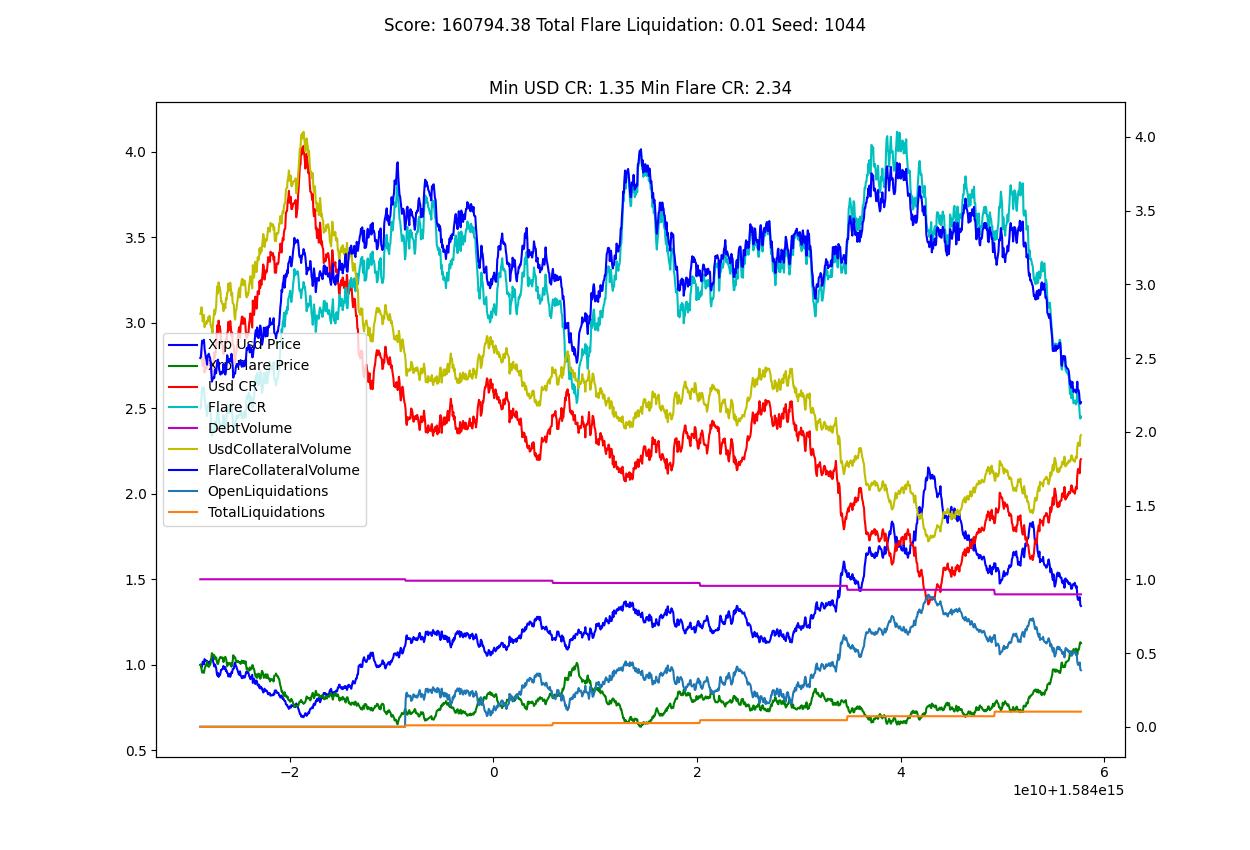 Score: 160794.38 Total Flare Liquidation: 0.01 Seed: 1044
Min USD CR: 1.35 Min Flare CR: 2.34
4.0
3.5
3.0
2.5
2.0
1.5
1.0
0.5
4.0
3.5
3.0
2.5
2.0
1.5
1.0
0.5
0.0
Xrp Usd Price
Xrp Flare Price
Usd CR
Flare CR
DebtVolume
UsdCollateralVolume
FlareCollateralVolume
OpenLiquidations
TotalLiquidations
−2 0 2 4 6
1e10+1.584e15